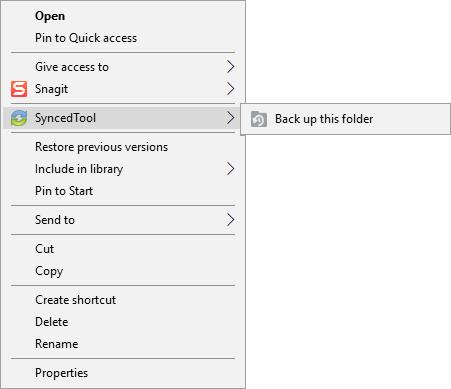 Open
Pin to Quick access
Give access to
Snagit
SyncedTool
Back up this folder
Restore previous versions
Include in library
Pin to Start
Send to
Cut
Copy
Create shortcut
Delete
Rename
Properties